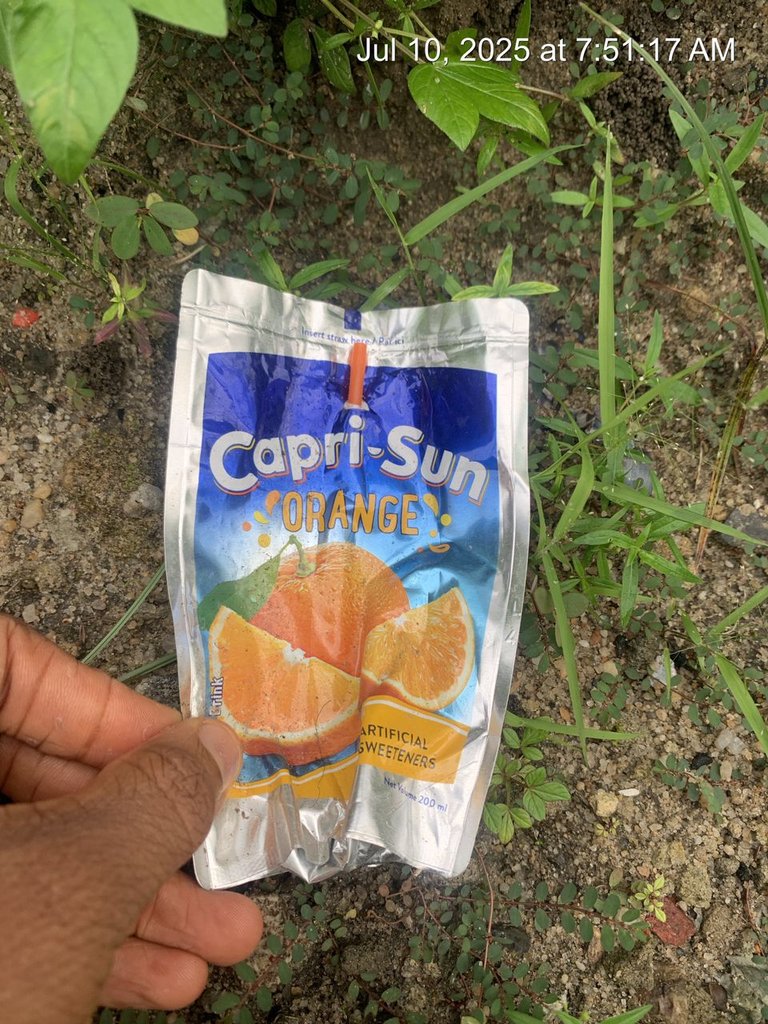 Jul 10, 2025 at 7:51:17 AM
Insert straw here / Par ici
Capri-Sun
ORANGE
Drink
ARTIFICIAL
SWEETENERS
Net Volume 200 ml